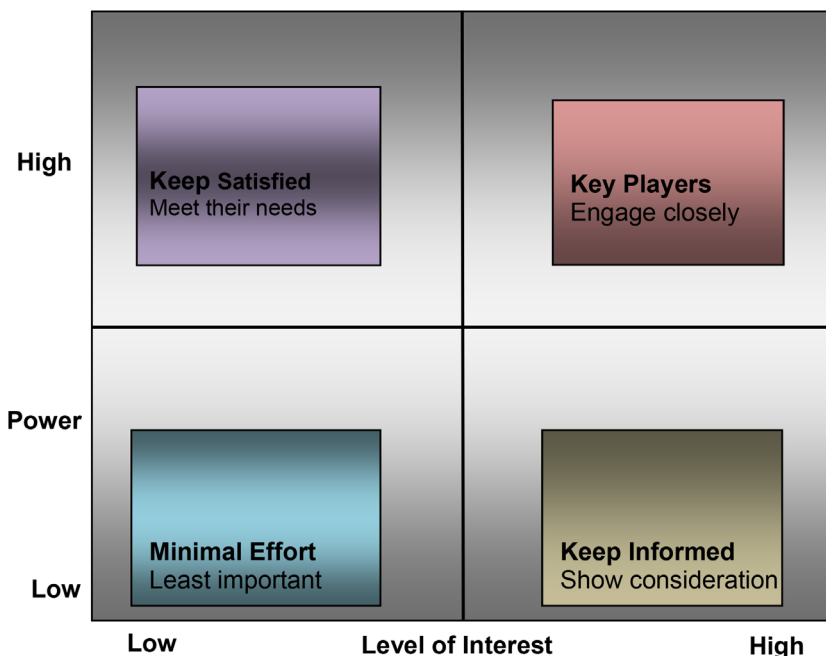 High
Keep Satisfied
Meet their needs
Key Players
Engage closely
Power
Minimal Effort
Least important
Keep Informed
Show consideration
Low
Low
Level of Interest
High